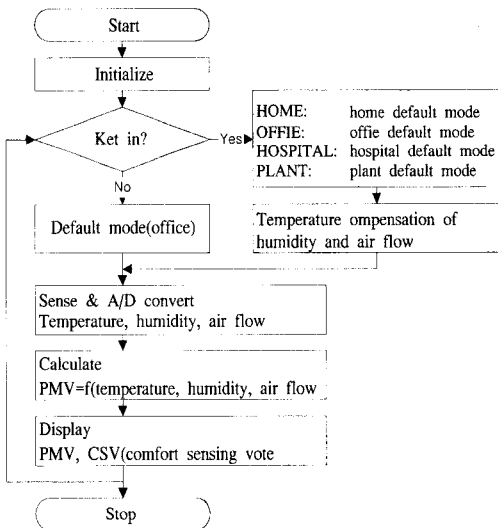 Start
Initialize
Ket in?
Yes
No
HOME: home default mode
OFFIE: offie default mode
HOSPITAL: hospital default mode
PLANT: plant default mode
Default mode(office)
Temperature ompensation of
humidity and air flow
Sense & A/D convert
Temperature, humidity, air flow
Calculate
PMV=f(temperature, humidity, air flow
Display
PMV, CSV(comfort sensing vote
Stop